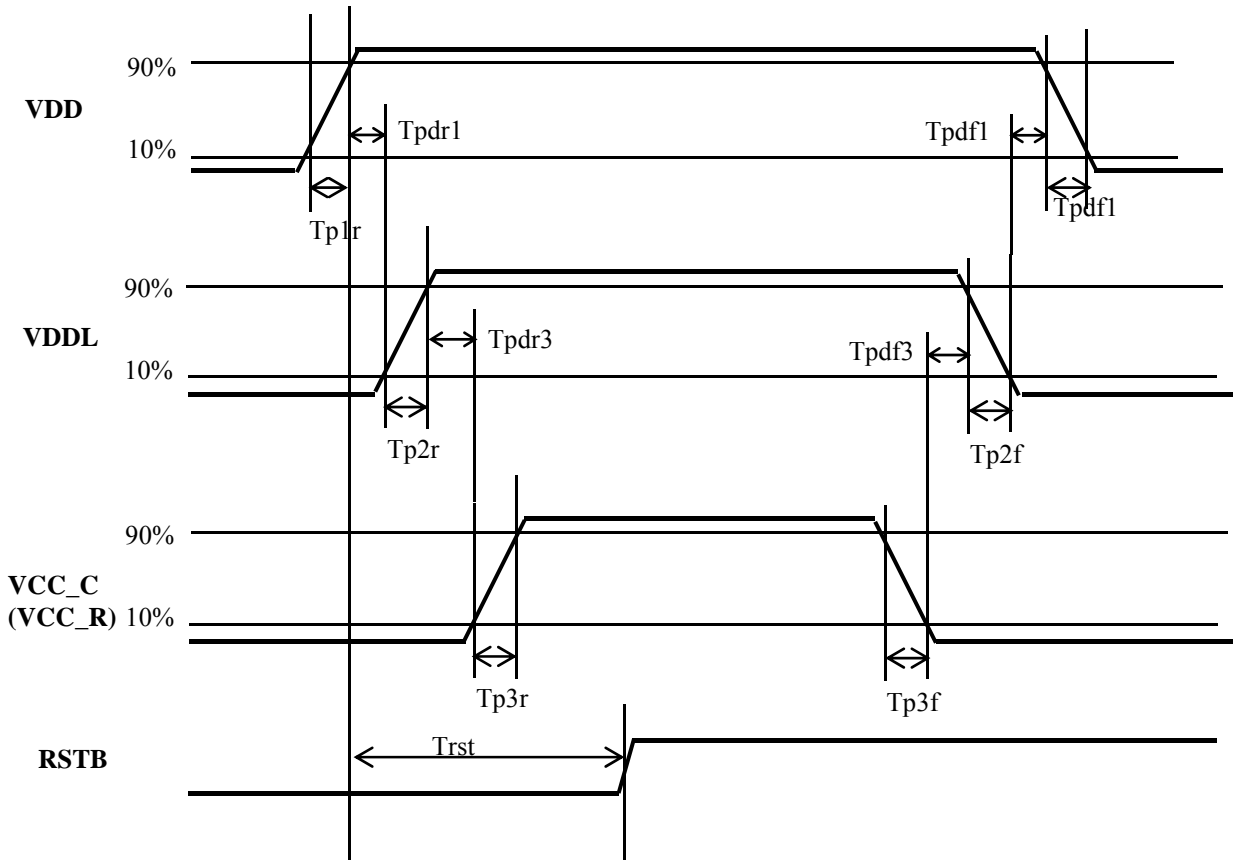 90%
VDD
Tpdr1
Tpdf1
10%
Tp1r
Tpdf1
90%
VDDL
Tpdr3
Tpdf3
10%
Tp2r
Tp2f
90%
VCC_C
(VCC_R) 10%
Tp3r
Tp3f
Trst
RSTB